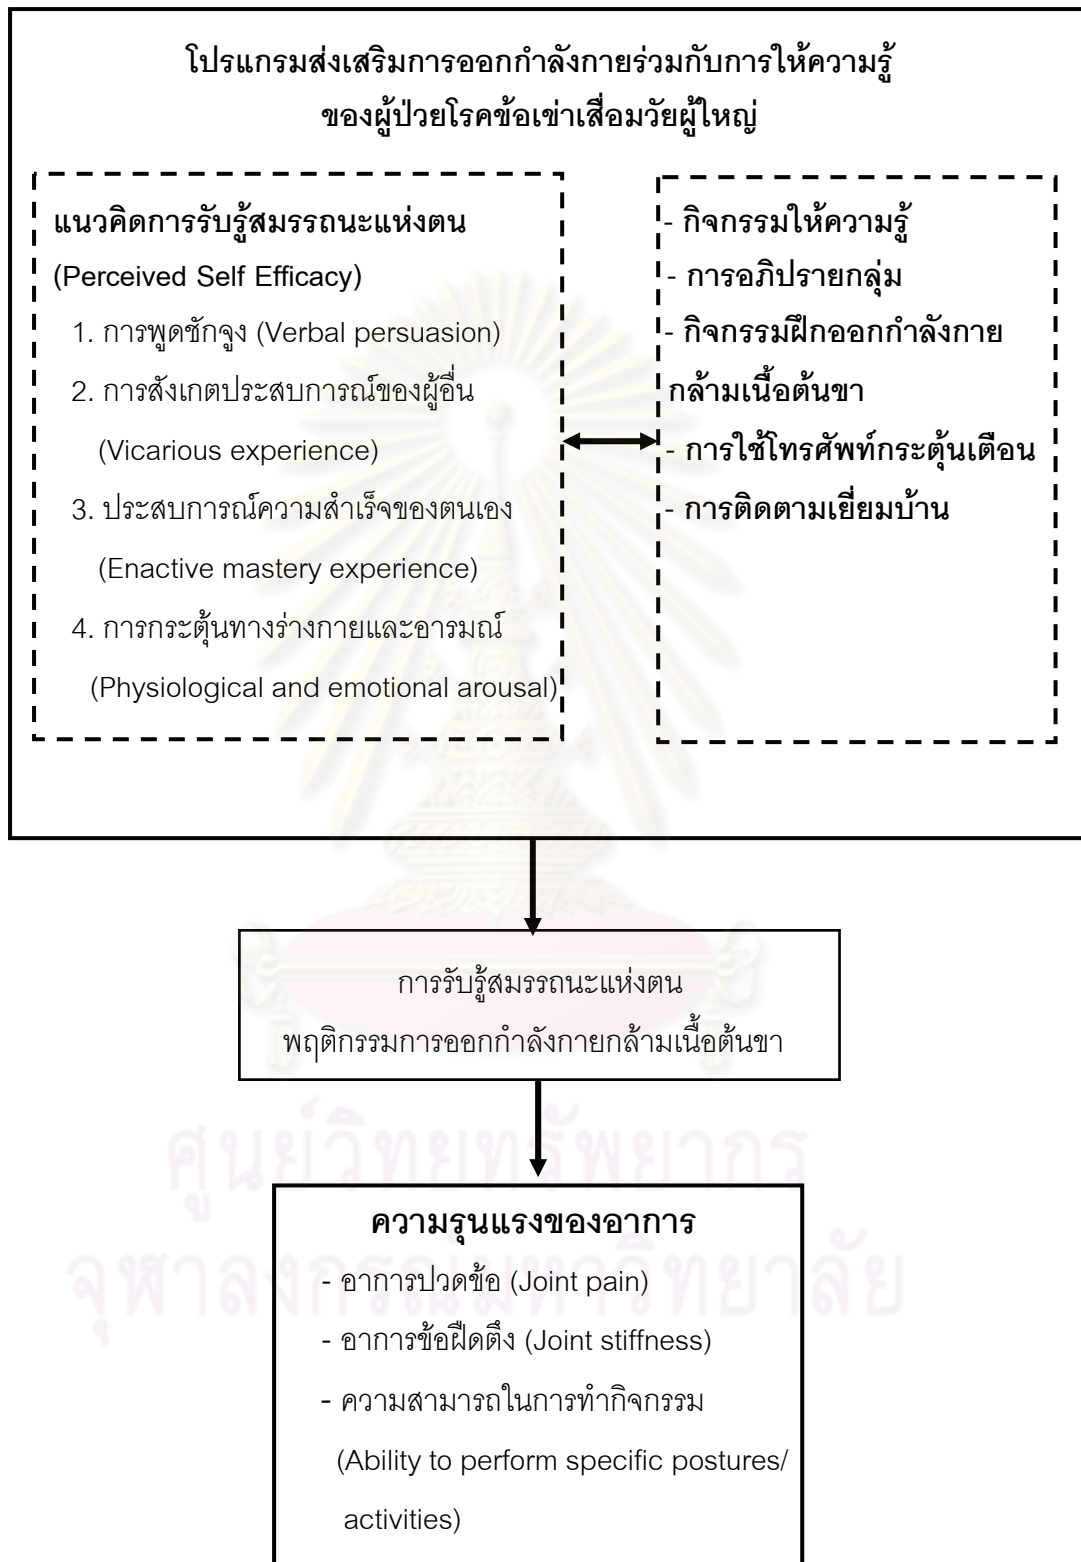 โปรแกรมส่งเสริมการออกกำลังกายร่วมกับการให้ความรู้
ของผู้ป่วยโรคข้อเข่าเสื่อมวัยผู้ใหญ่
แนวคิดการรับรู้สมรรถนะแห่งตน
(Perceived Self Efficacy)
1. การพูดชักจูง (Verbal persuasion)
2. การสังเกตประสบการณ์ของผู้อื่น
(Vicarious experience)
3. ประสบการณ์ความสำเร็จของตนเอง
(Enactive mastery experience)
4. การกระตุ้นทางร่างกายและอารมณ์
(Physiological and emotional arousal)
- กิจกรรมให้ความรู้
- การอภิปรายกลุ่ม
- กิจกรรมฝึกออกกำลังกาย
กล้ามเนื้อต้นขา
- การใช้โทรศัพท์กระตุ้นเตือน
- การติดตามเยี่ยมบ้าน
การรับรู้สมรรถนะแห่งตน
พฤติกรรมการออกกำลังกายกล้ามเนื้อต้นขา
ศูนย์วิทยทรัพยากร
จุฬาลงกรณ์มหาวิทยาลัย
ความรุนแรงของอาการ
- อาการปวดข้อ (Joint pain)
- อาการข้อฝืดตึง (Joint stiffness)
- ความสามารถในการทำกิจกรรม
(Ability to perform specific postures/
activities)